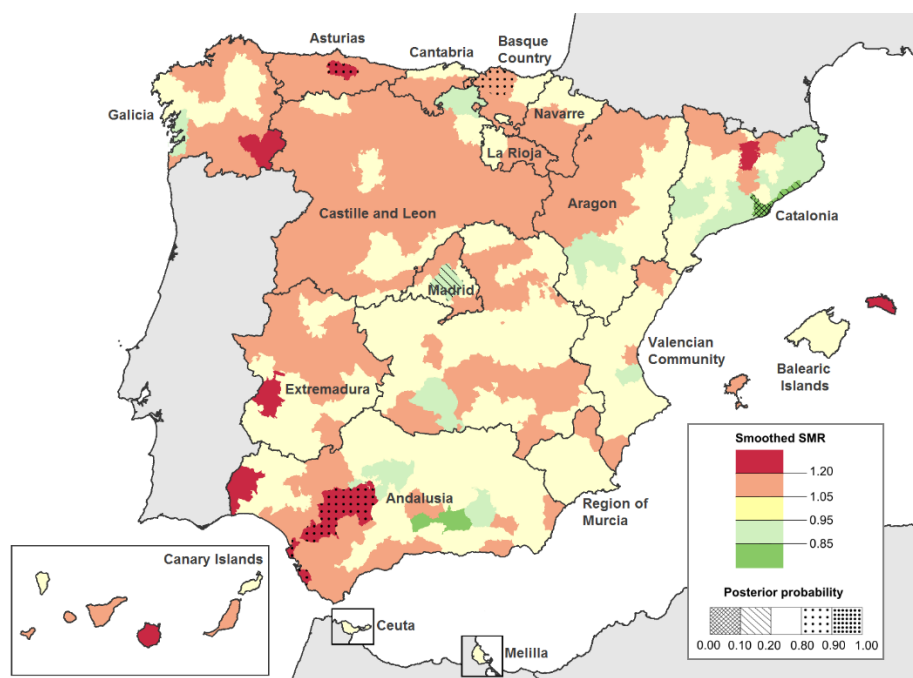 Asturias
Cantabria
Basque
Country
Galicia
Navarre
La Rioja
Castille and Leon
Aragon
Catalonia
Madrid
Valencian
Community
Balearic
Islands
Extremadura
Andalusia
Region of
Murcia
Canary Islands
Ceuta
Melilla
Smoothed SMR
1.20
1.05
0.95
0.85
Posterior probability
0.00 0.10 0.20 0.80 0.90 1.00